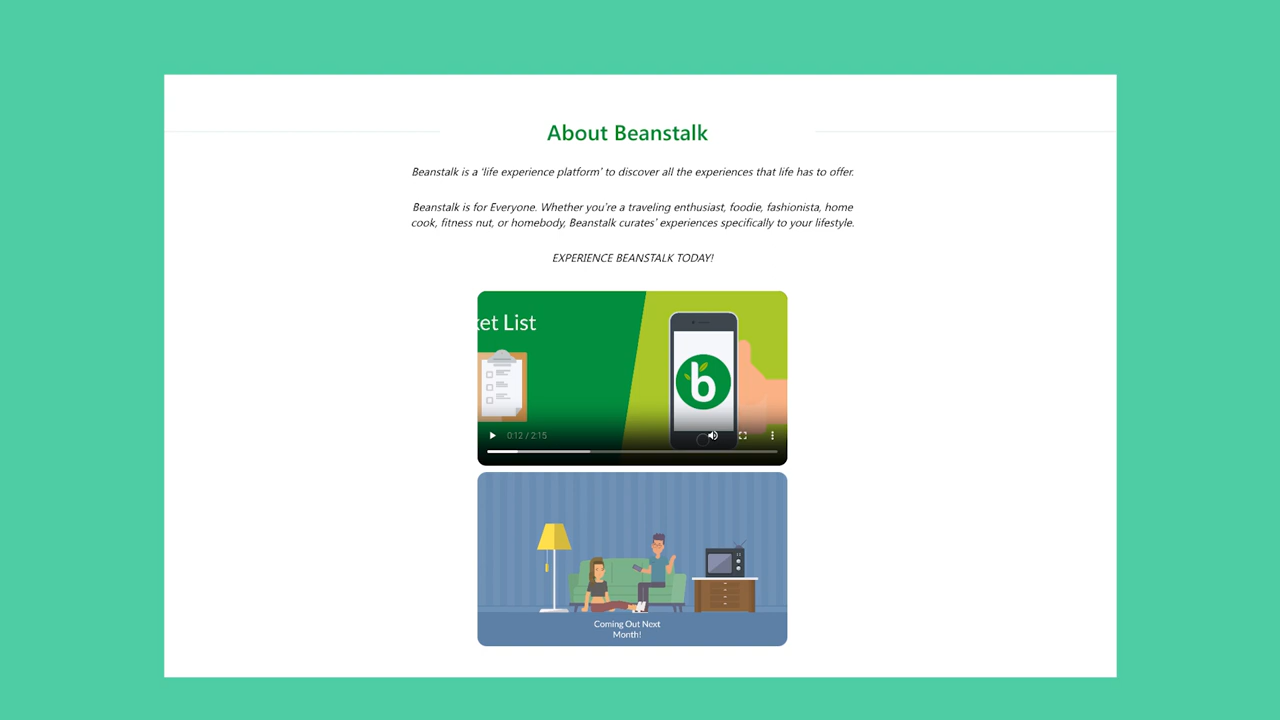 About Beanstalk
Beanstalk is a ‘life experience platform’ to discover all the experiences that life has to offer.
Beanstalk is for Everyone. Whether you’re a traveling enthusiast, foodie, fashionista, home
cook, fitness nut, or homebody, Beanstalk curates’ experiences specifically to your lifestyle.
EXPERIENCE BEANSTALK TODAY!
ket List
b
0:12 / 2:15
Coming Out Next
Month!